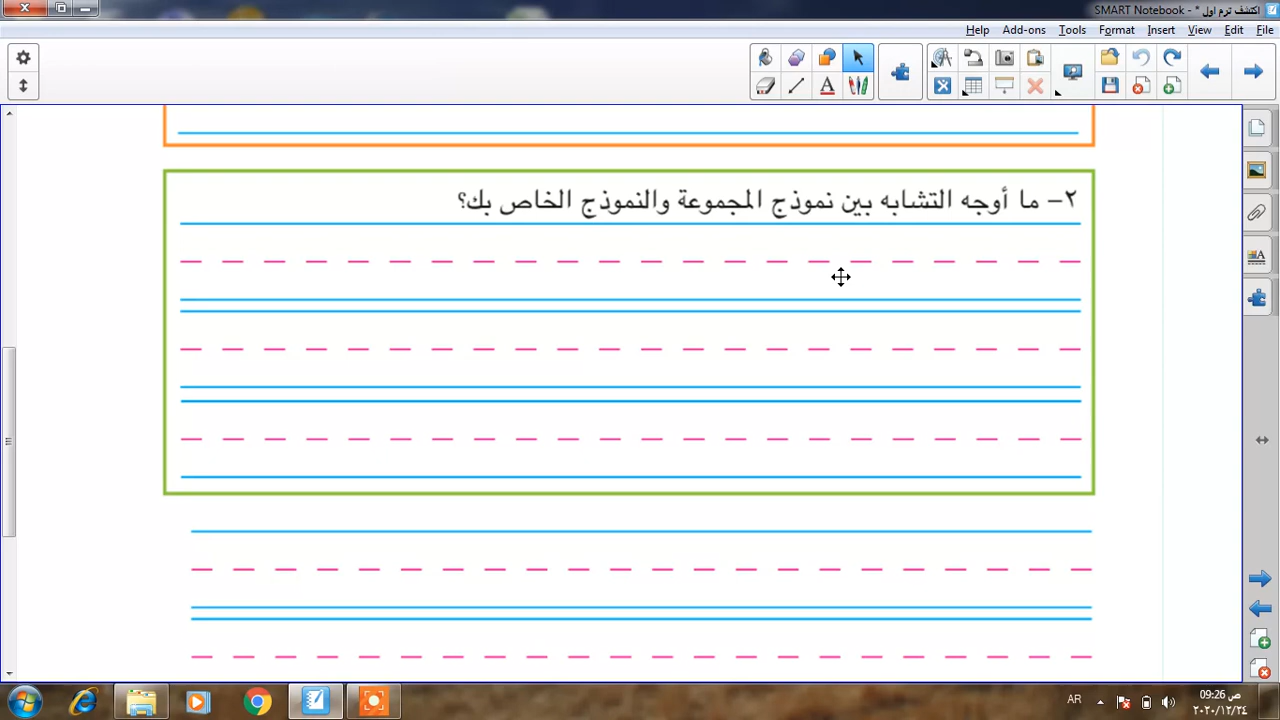 اكتشف ترم اول * - SMART Notebook
Help Add-ons Tools Format Insert View Edit File
٢– ما أوجه التشابه بين نموذج المجموعة والنموذج الخاص بك؟
AR
09:26 ص
٢٠٢٠/١٢/٢٤